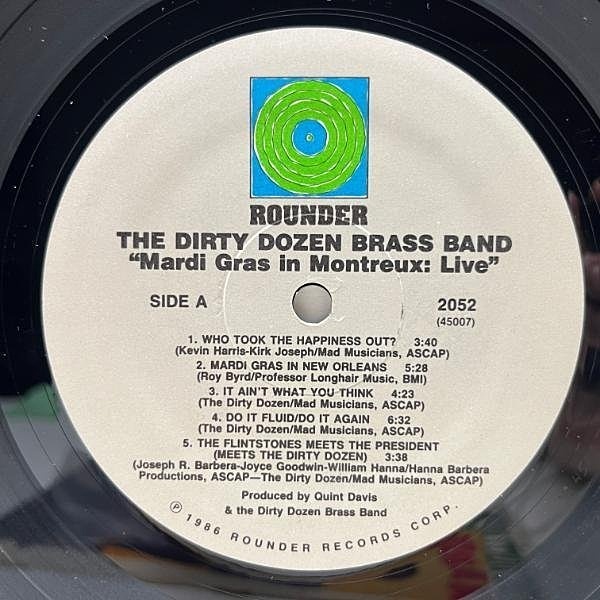 ROUNDER
THE DIRTY DOZEN BRASS BAND
“Mardi Gras in Montreux: Live”
SIDE A
2052
(45007)
1. WHO TOOK THE HAPPINESS OUT? 3:40
(Kevin Harris-Kirk Joseph/Mad Musicians, ASCAP)
2. MARDI GRAS IN NEW ORLEANS 5:28
(Roy Byrd/Professor Longhair Music, BMI)
3. IT AIN'T WHAT YOU THINK 4:23
(The Dirty Dozen/Mad Musicians, ASCAP)
4. DO IT FLUID/DO IT AGAIN 6:32
(The Dirty Dozen/Mad Musicians, ASCAP)
5. THE FLINTSTONES MEETS THE PRESIDENT
(MEETS THE DIRTY DOZEN) 3:38
(Joseph R. Barbera-Joyce Goodwin-William Hanna/Hanna Barbera
Productions, ASCAP—The Dirty Dozen/Mad Musicians, ASCAP)
Produced by Quint Davis
& the Dirty Dozen Brass Band
℗ 1986 ROUNDER RECORDS CORP.